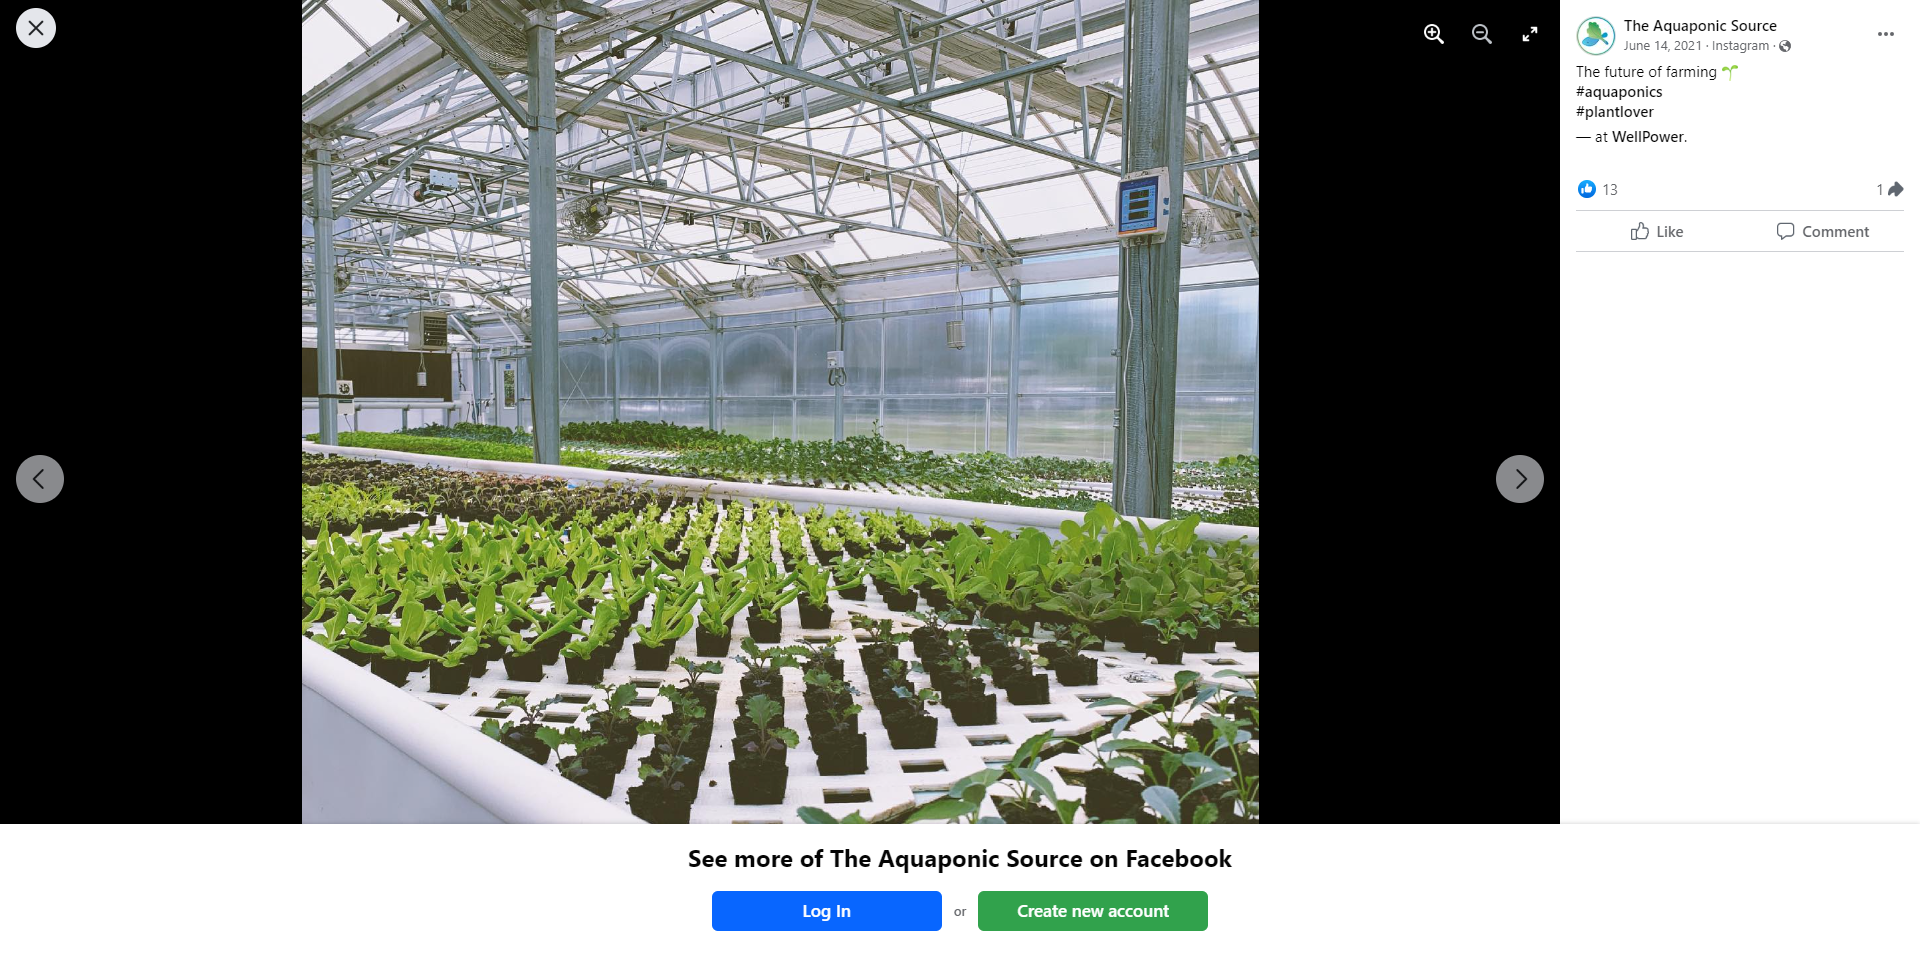 The Aquaponic Source
June 14, 2021 · Instagram ·
The future of farming 🌱
#aquaponics
#plantlover
— at WellPower.
13
1
Like
Comment
See more of The Aquaponic Source on Facebook
Log In
or
Create new account